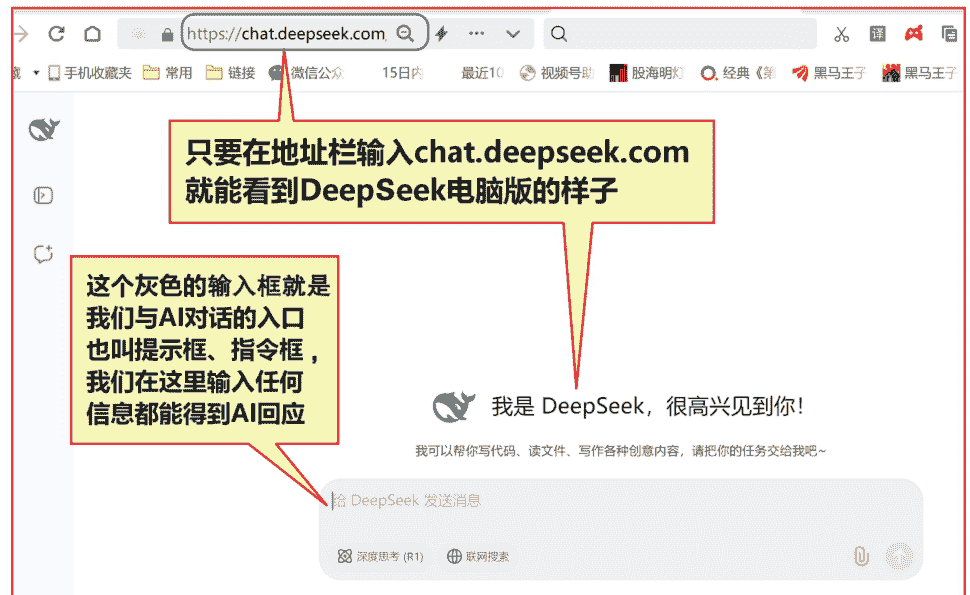 https://chat.deepseek.com
译
藏 手机收藏夹 常用 链接 微信公众 15日内 最近10 视频号助 股海明灯 经典《第 黑马王子 黑马王子
只要在地址栏输入chat.deepseek.com
就能看到DeepSeek电脑版的样子
这个灰色的输入框就是
我们与AI对话的入口
也叫提示框、指令框，
我们在这里输入任何
信息都能得到AI回应
我是 DeepSeek，很高兴见到你！
我可以帮你写代码、读文件、写作各种创意内容，请把你的任务交给我吧~
给 DeepSeek 发送消息
深度思考 (R1) 联网搜索